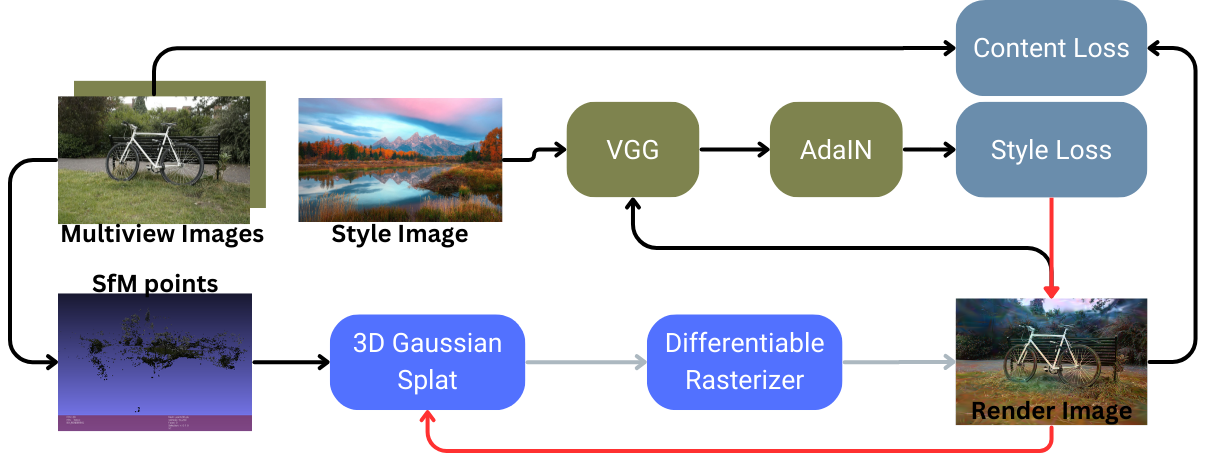 Content Loss
VGG
AdaIN
Style Loss
Multiview Images
Style Image
SfM points
3D Gaussian
Splat
Differentiable
Rasterizer
Render Image